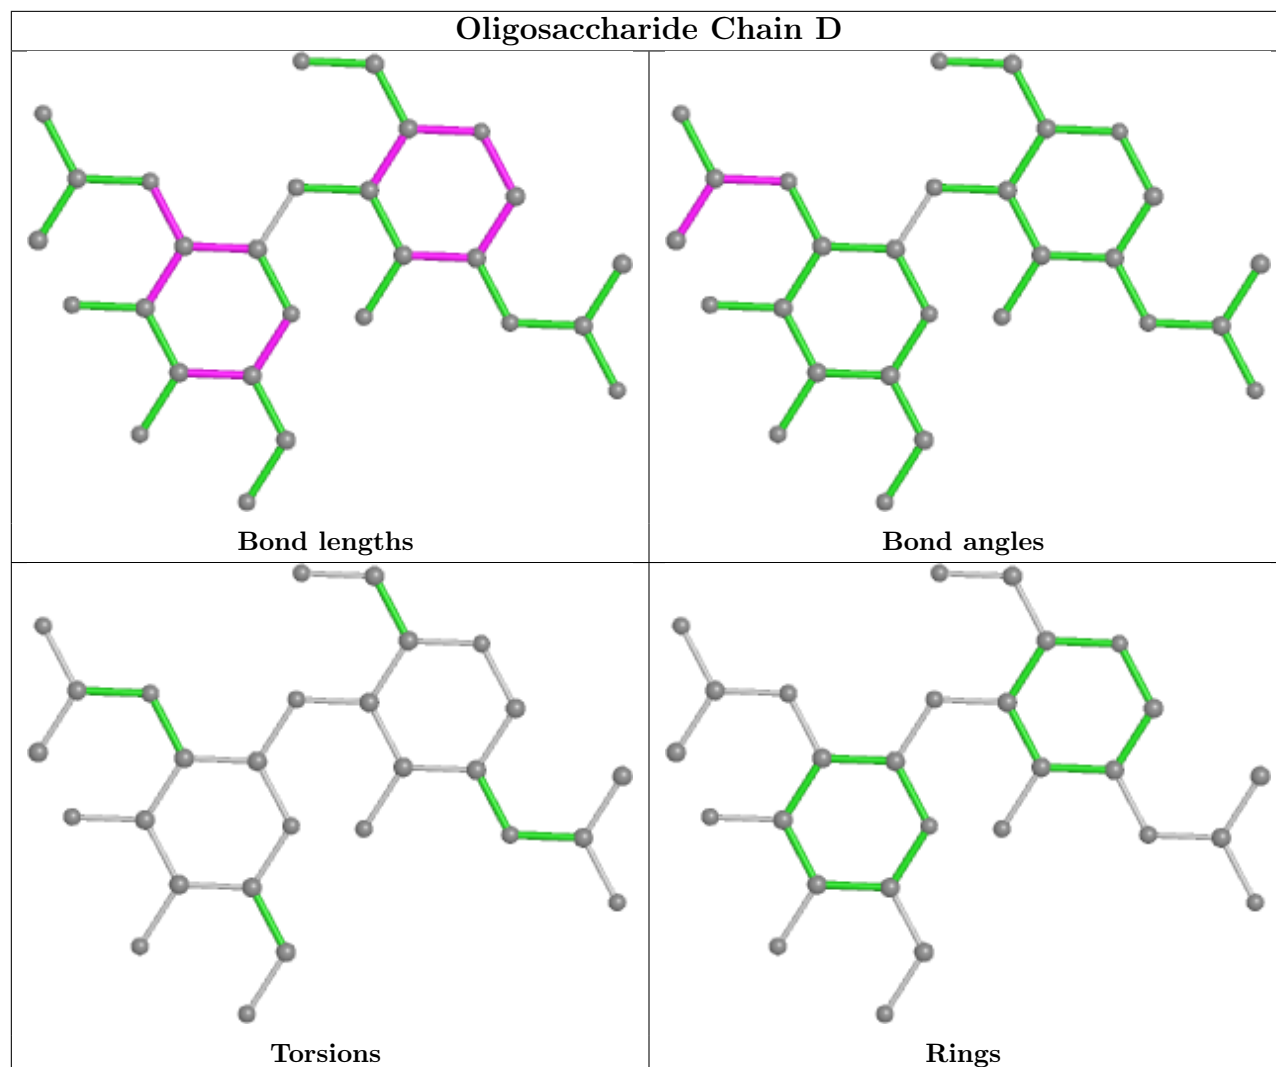 Oligosaccharide Chain D
Bond lengths
Bond angles
Torsions
Rings